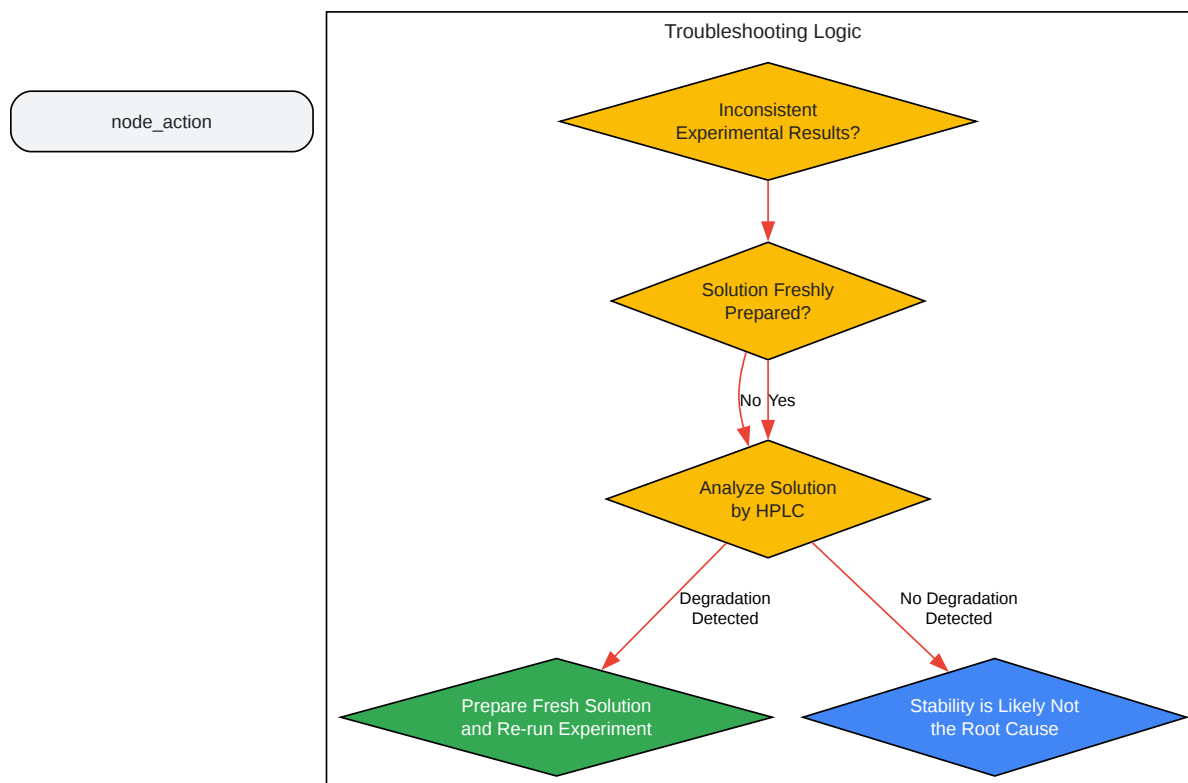 Troubleshooting Logic
node_action
Inconsistent
Experimental Results?
Solution Freshly
Prepared?
No
Yes
Analyze Solution
by HPLC
Degradation
Detected
No Degradation
Detected
Prepare Fresh Solution
and Re-run Experiment
Stability is Likely Not
the Root Cause